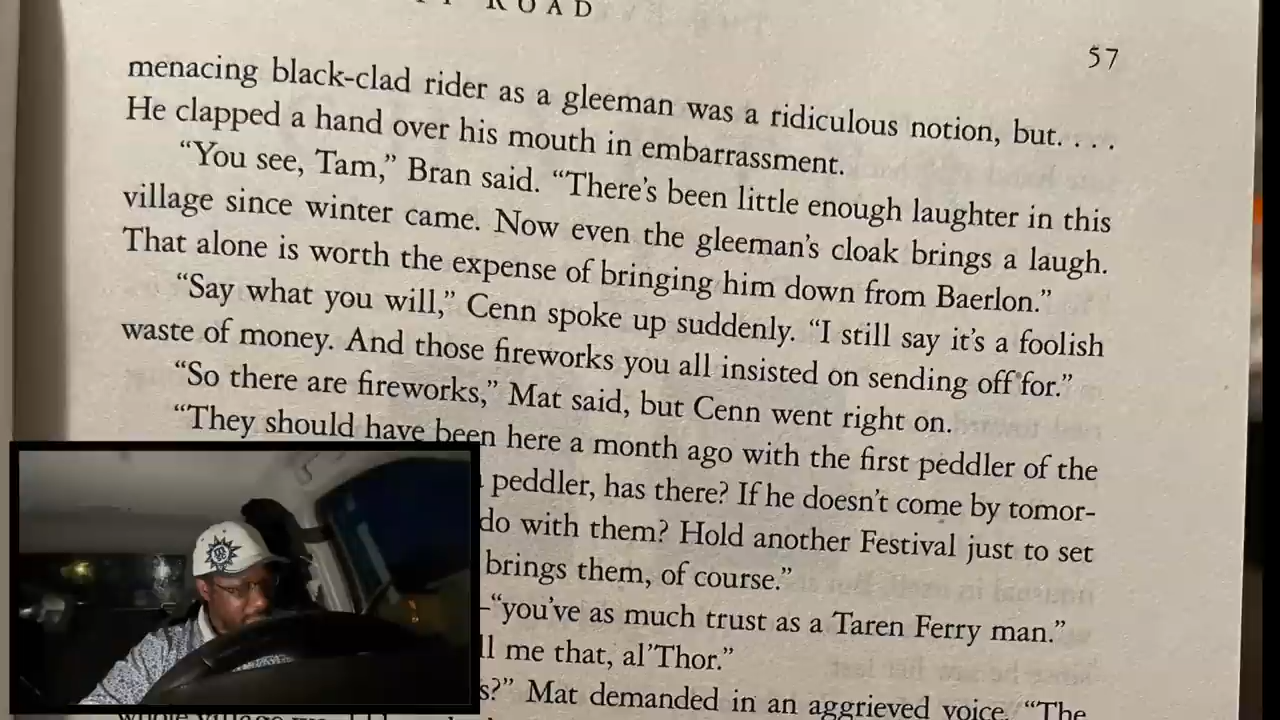 ROAD
57
menacing black-clad rider as a gleeman was a ridiculous notion, but. . . .
He clapped a hand over his mouth in embarrassment.
“You see, Tam,” Bran said. “There’s been little enough laughter in this
village since winter came. Now even the gleeman’s cloak brings a laugh.
That alone is worth the expense of bringing him down from Baerlon.”
“Say what you will,” Cenn spoke up suddenly. “I still say it’s a foolish
waste of money. And those fireworks you all insisted on sending off for.”
“So there are fireworks,” Mat said, but Cenn went right on.
“They should have been here a month ago with the first peddler of the
peddler, has there? If he doesn’t come by tomor-
do with them? Hold another Festival just to set
brings them, of course.”
—“you’ve as much trust as a Taren Ferry man.”
me that, al’Thor.”
Mat demanded in an aggrieved voice. “The